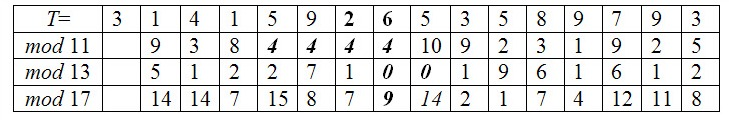 T= 3 1 4 1 5 9 2 6 5 3 5 8 9 7 9 3
mod 11 9 3 8 4 4 4 4 10 9 2 3 1 9 2 5
mod 13 5 1 2 2 7 1 0 0 1 9 6 1 6 1 2
mod 17 14 14 7 15 8 7 9 14 2 1 7 4 12 11 8